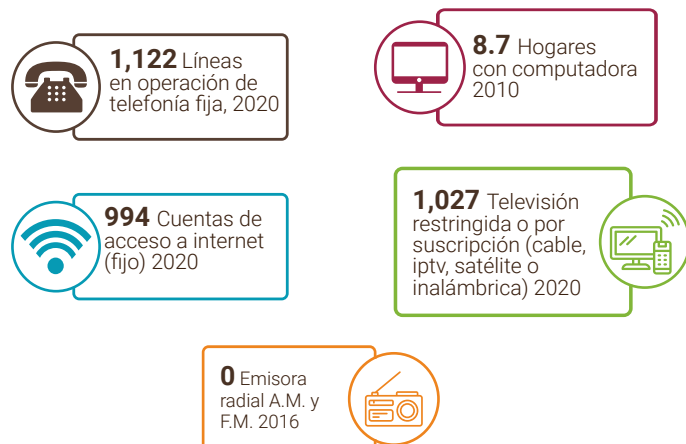 1,122 Líneas
en operación de
telefonía fija, 2020
8.7 Hogares
con computadora
2010
994 Cuentas de
acceso a internet
(fijo) 2020
1,027 Televisión
restringida o por
suscripción (cable,
iptv, satélite o
inalámbrica) 2020
0 Emisora
radial A.M. y
F.M. 2016